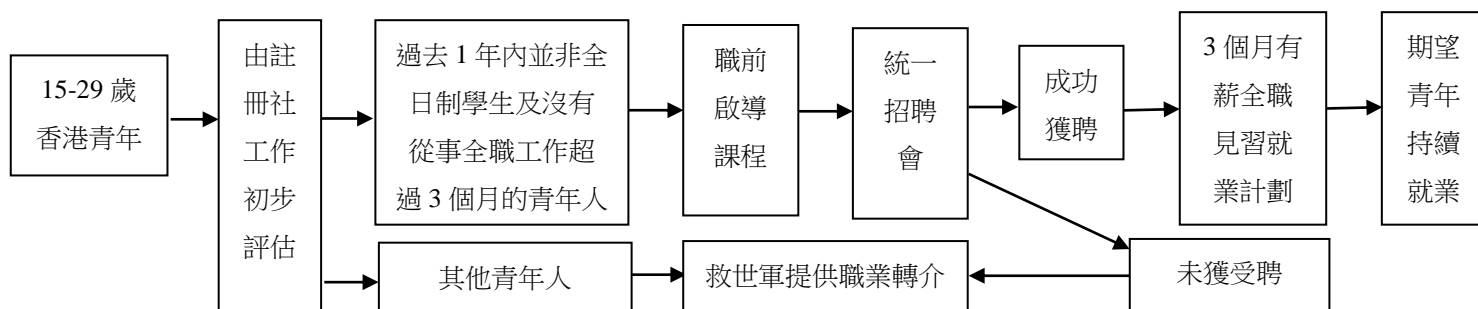 15-29 歲
香港青年
由註
冊社
工作
初步
評估
過去 1 年內並非全
日制學生及沒有
從事全職工作超
過 3 個月的青年人
職前
啟導
課程
統一
招聘
會
成功
獲聘
3 個月有
薪全職
見習就
業計劃
期望
青年
持續
就業
其他青年人
救世軍提供職業轉介
未獲受聘